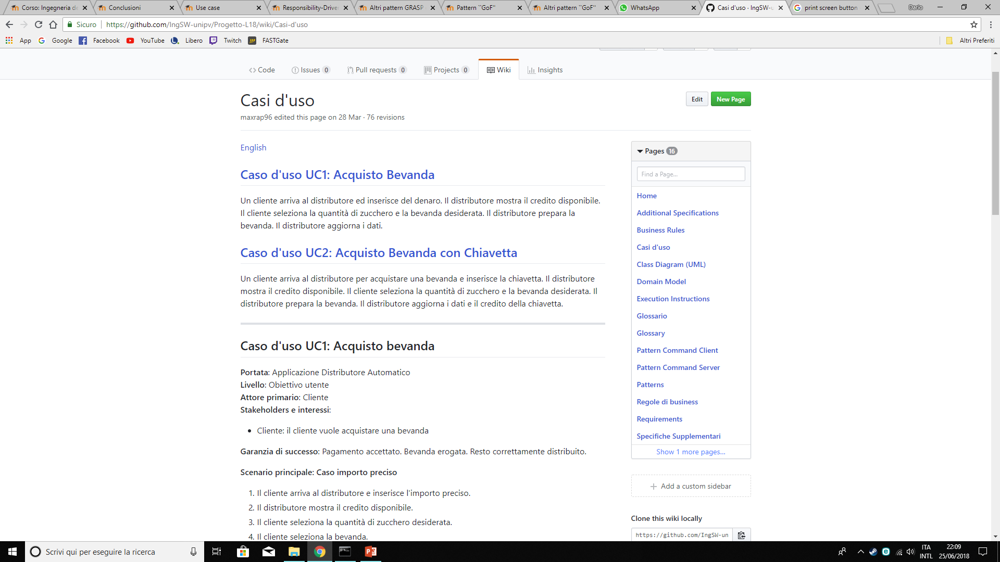 Corso: Ingegneria de
Conclusioni
Use case
Responsibility-Driver
Altri pattern GRASP
Pattern ``GoF''
Altri pattern ``GoF''
WhatsApp
Casi d'uso · IngSW-u
print screen button
Dario
Sicuro
https://github.com/IngSW-unipv/Progetto-L18/wiki/Casi-d'uso
App
Google
Facebook
YouTube
Libero
Twitch
FASTGate
Altri Preferiti
Code
Issues 0
Pull requests 0
Projects 0
Wiki
Insights
Casi d'uso
Edit
New Page
maxrap96 edited this page on 28 Mar · 76 revisions
English
Caso d'uso UC1: Acquisto Bevanda
Un cliente arriva al distributore ed inserisce del denaro. Il distributore mostra il credito disponibile.
Il cliente seleziona la quantità di zucchero e la bevanda desiderata. Il distributore prepara la
bevanda. Il distributore aggiorna i dati.
Caso d'uso UC2: Acquisto Bevanda con Chiavetta
Un cliente arriva al distributore per acquistare una bevanda e inserisce la chiavetta. Il distributore
mostra il credito disponibile. Il cliente seleziona la quantità di zucchero e la bevanda desiderata. Il
distributore prepara la bevanda. Il distributore aggiorna i dati e il credito della chiavetta.
Caso d'uso UC1: Acquisto bevanda
Portata: Applicazione Distributore Automatico
Livello: Obiettivo utente
Attore primario: Cliente
Stakeholders e interessi:
• Cliente: il cliente vuole acquistare una bevanda
Garanzia di successo: Pagamento accettato. Bevanda erogata. Resto correttamente distribuito.
Scenario principale: Caso importo preciso
1. Il cliente arriva al distributore e inserisce l'importo preciso.
2. Il distributore mostra il credito disponibile.
3. Il cliente seleziona la quantità di zucchero desiderata.
4. Il cliente seleziona la bevanda.
Pages 16
Find a Page...
Home
Additional Specifications
Business Rules
Casi d'uso
Class Diagram (UML)
Domain Model
Execution Instructions
Glossario
Glossary
Pattern Command Client
Pattern Command Server
Patterns
Regole di business
Requirements
Specifiche Supplementari
Show 1 more pages...
Add a custom sidebar
Clone this wiki locally
https://github.com/IngSW-un
Scrivi qui per eseguire la ricerca
ITA
INTL
22:09
25/06/2018